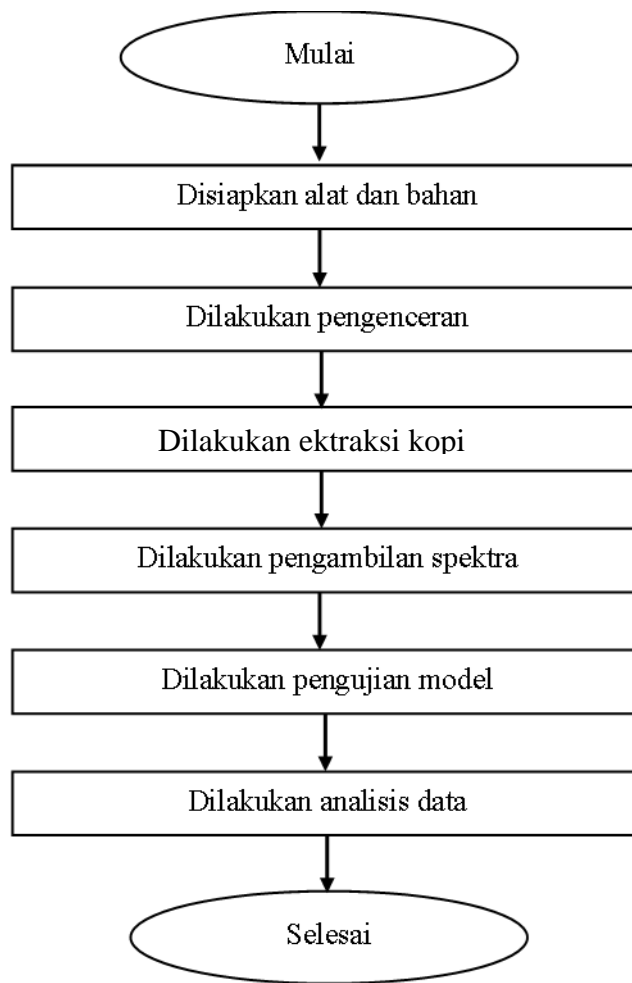 Mulai
Disiapkan alat dan bahan
Dilakukan pengenceran
Dilakukan ektraksi kopi
Dilakukan pengambilan spektra
Dilakukan pengujian model
Dilakukan analisis data
Selesai